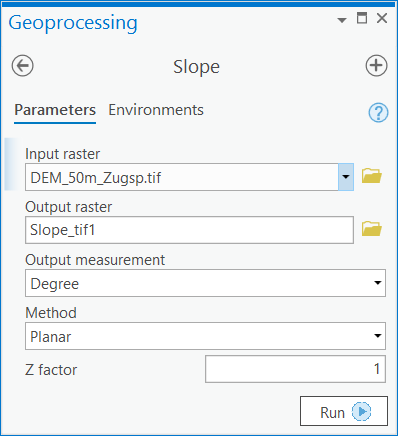 Geoprocessing
Slope
Parameters Environments
?
Input raster
DEM_50m_Zugsp.tif
Output raster
Slope_tif1
Output measurement
Degree
Method
Planar
Z factor 1
Run